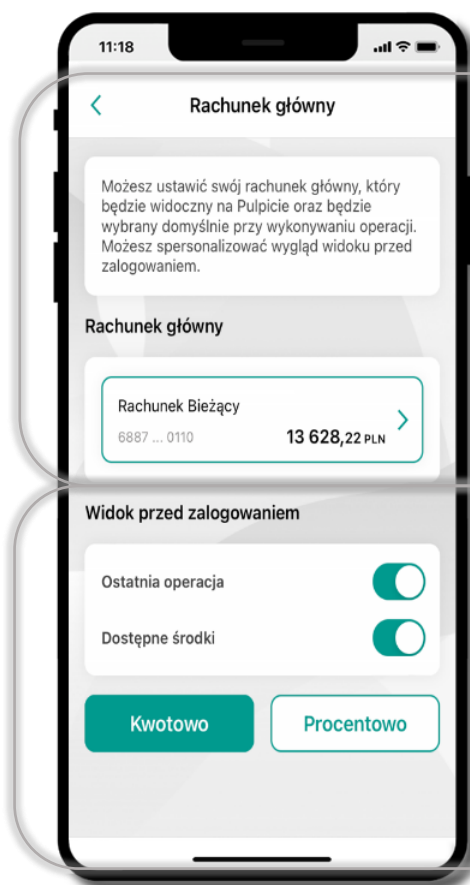 11:18
Rachunek główny
Możesz ustawić swój rachunek główny, który
będzie widoczny na Pulpicie oraz będzie
wybrany domyślnie przy wykonywaniu operacji.
Możesz spersonalizować wygląd widoku przed
zalogowaniem.
Rachunek główny
Rachunek Bieżący
6887 ... 0110 13 628,22 PLN
Widok przed zalogowaniem
Ostatnia operacja
Dostępne środki
Kwotowo Procentowo